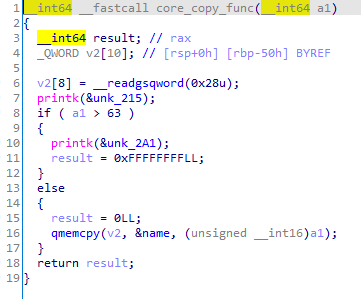 1 __int64 __fastcall core_copy_func(__int64 a1)
2 {
3 __int64 result; // rax
4 _QWORD v2[10]; // [rsp+0h] [rbp-50h] BYREF
5
6 v2[8] = __readgsqword(0x28u);
7 printk(&unk_215);
8 if ( a1 > 63 )
9 {
10 printk(&unk_2A1);
11 result = 0xFFFFFFFFLL;
12 }
13 else
14 {
15 result = 0LL;
16 qmemcpy(v2, &name, (unsigned __int16)a1);
17 }
18 return result;
19 }